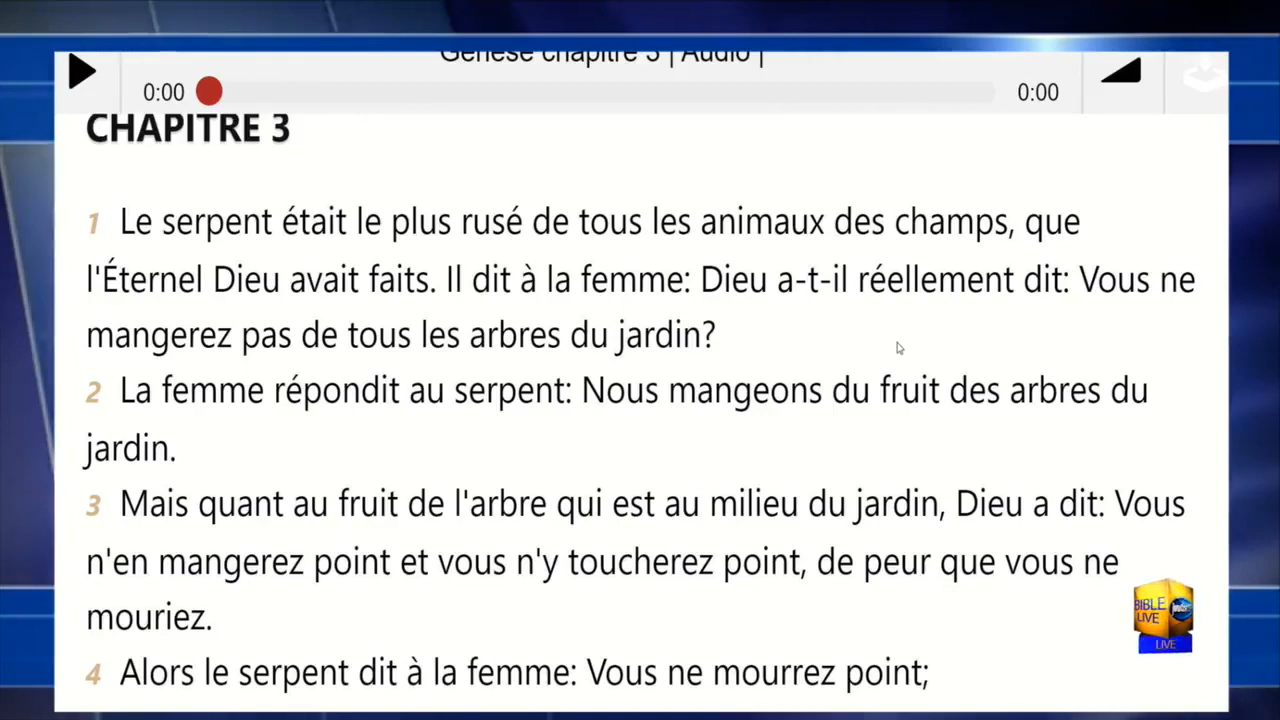 Genèse chapitre 3 | Audio |
0:00
0:00
CHAPITRE 3
1 Le serpent était le plus rusé de tous les animaux des champs, que
l'Éternel Dieu avait faits. Il dit à la femme: Dieu a-t-il réellement dit: Vous ne
mangerez pas de tous les arbres du jardin?
2 La femme répondit au serpent: Nous mangeons du fruit des arbres du
jardin.
3 Mais quant au fruit de l'arbre qui est au milieu du jardin, Dieu a dit: Vous
n'en mangerez point et vous n'y toucherez point, de peur que vous ne
mouriez.
4 Alors le serpent dit à la femme: Vous ne mourrez point;
BIBLE
LIVE
LIVE